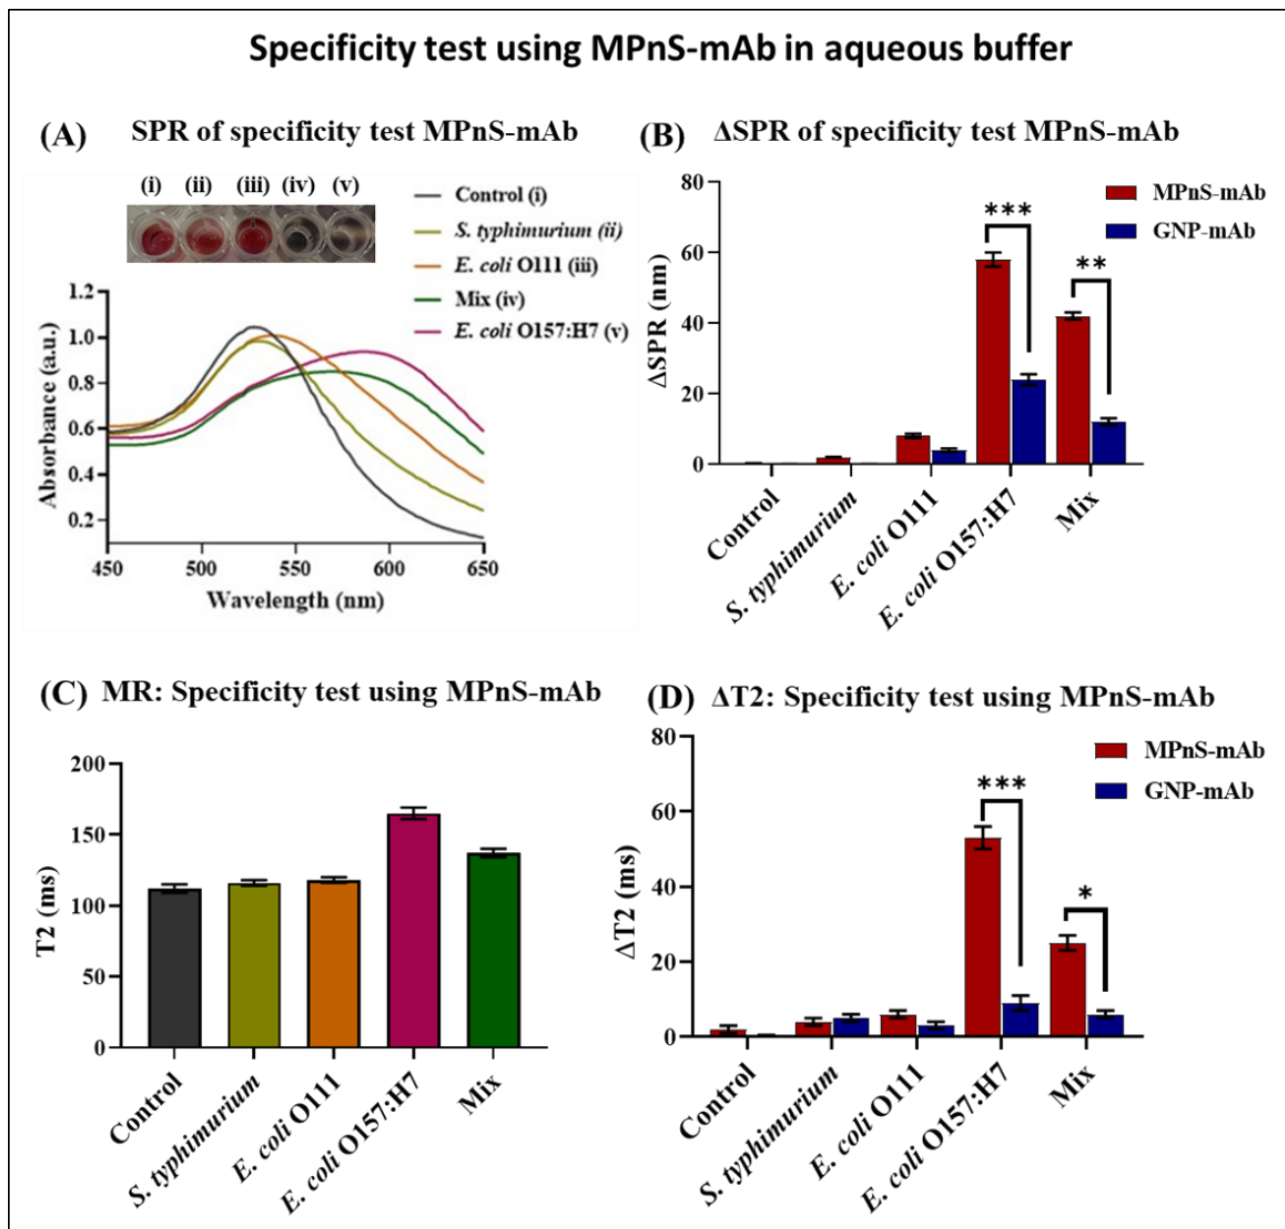 Specificity test using MPnS-mAb in aqueous buffer
(A) SPR of specificity test MPnS-mAb
(i) (ii) (iii) (iv) (v)
Control (i)
S. typhimurium (ii)
E. coli O111 (iii)
Mix (iv)
E. coli O157:H7 (v)
Absorbance (a.u.)
1.2
1.0
0.8
0.6
0.4
0.2
450 500 550 600 650
Wavelength (nm)
(B) ΔSPR of specificity test MPnS-mAb
MPnS-mAb
GNP-mAb
ΔSPR (nm)
80
60
40
20
0
***
**
Control
S. typhimurium
E. coli O111
E. coli O157:H7
Mix
(C) MR: Specificity test using MPnS-mAb
T2 (ms)
200
150
100
50
0
Control
S. typhimurium
E. coli O111
E. coli O157:H7
Mix
(D) ΔT2: Specificity test using MPnS-mAb
MPnS-mAb
GNP-mAb
ΔT2 (ms)
80
60
40
20
0
***
*
Control
S. typhimurium
E. coli O111
E. coli O157:H7
Mix